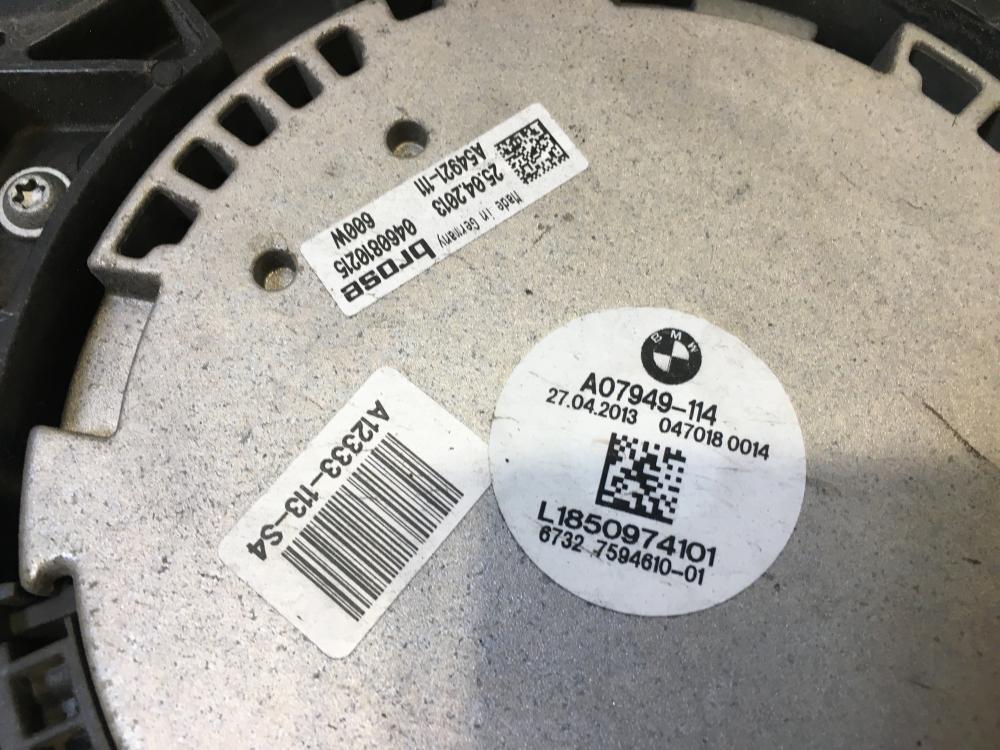 brose Made in Germany
0460810215 25.04.2013
600W A54921-111
BMW
A07949-114
27.04.2013 047018 0014
L1850974101
6732 7594610-01
A12333-113-S4